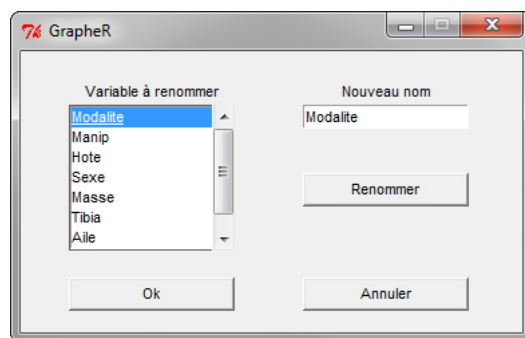 GrapheR
Variable à renommer
Modalite
Manip
Hote
Sexe
Masse
Tibia
Aile
Nouveau nom
Modalite
Renommer
Ok
Annuler